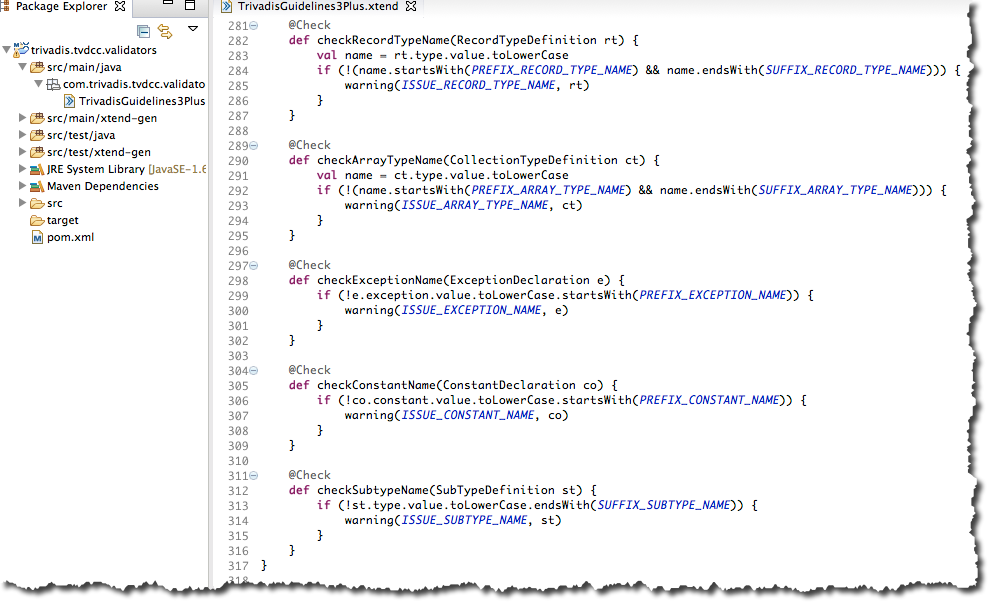 Package Explorer
trivadis.tvdcc.validators
src/main/java
com.trivadis.tvdcc.validato
TrivadisGuidelines3Plus
src/main/xtend-gen
src/test/java
src/test/xtend-gen
JRE System Library [JavaSE-1.6
Maven Dependencies
src
target
pom.xml
TrivadisGuidelines3Plus.xtend
281 @Check
282 def checkRecordTypeName(RecordTypeDefinition rt) {
283 val name = rt.type.value.toLowerCase
284 if (!(name.startsWith(PREFIX_RECORD_TYPE_NAME) && name.endsWith(SUFFIX_RECORD_TYPE_NAME))) {
285 warning(ISSUE_RECORD_TYPE_NAME, rt)
286 }
287 }
288
289 @Check
290 def checkArrayTypeName(CollectionTypeDefinition ct) {
291 val name = ct.type.value.toLowerCase
292 if (!(name.startsWith(PREFIX_ARRAY_TYPE_NAME) && name.endsWith(SUFFIX_ARRAY_TYPE_NAME))) {
293 warning(ISSUE_ARRAY_TYPE_NAME, ct)
294 }
295 }
296
297 @Check
298 def checkExceptionName(ExceptionDeclaration e) {
299 if (!e.exception.value.toLowerCase.startsWith(PREFIX_EXCEPTION_NAME)) {
300 warning(ISSUE_EXCEPTION_NAME, e)
301 }
302 }
303
304 @Check
305 def checkConstantName(ConstantDeclaration co) {
306 if (!co.constant.value.toLowerCase.startsWith(PREFIX_CONSTANT_NAME)) {
307 warning(ISSUE_CONSTANT_NAME, co)
308 }
309 }
310
311 @Check
312 def checkSubtypeName(SubTypeDefinition st) {
313 if (!st.type.value.toLowerCase.endsWith(SUFFIX_SUBTYPE_NAME)) {
314 warning(ISSUE_SUBTYPE_NAME, st)
315 }
316 }
317 }
318